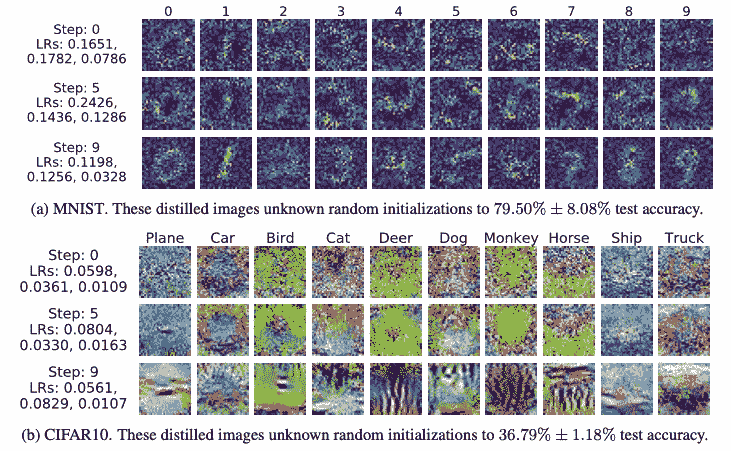 0 1 2 3 4 5 6 7 8 9
Step: 0
LRs: 0.1651,
0.1782, 0.0786
Step: 5
LRs: 0.2426,
0.1436, 0.1286
Step: 9
LRs: 0.1198,
0.1256, 0.0328
(a) MNIST. These distilled images unknown random initializations to 79.50% ± 8.08% test accuracy.
Plane Car Bird Cat Deer Dog Monkey Horse Ship Truck
Step: 0
LRs: 0.0598,
0.0361, 0.0109
Step: 5
LRs: 0.0804,
0.0330, 0.0163
Step: 9
LRs: 0.0561,
0.0829, 0.0107
(b) CIFAR10. These distilled images unknown random initializations to 36.79% ± 1.18% test accuracy.